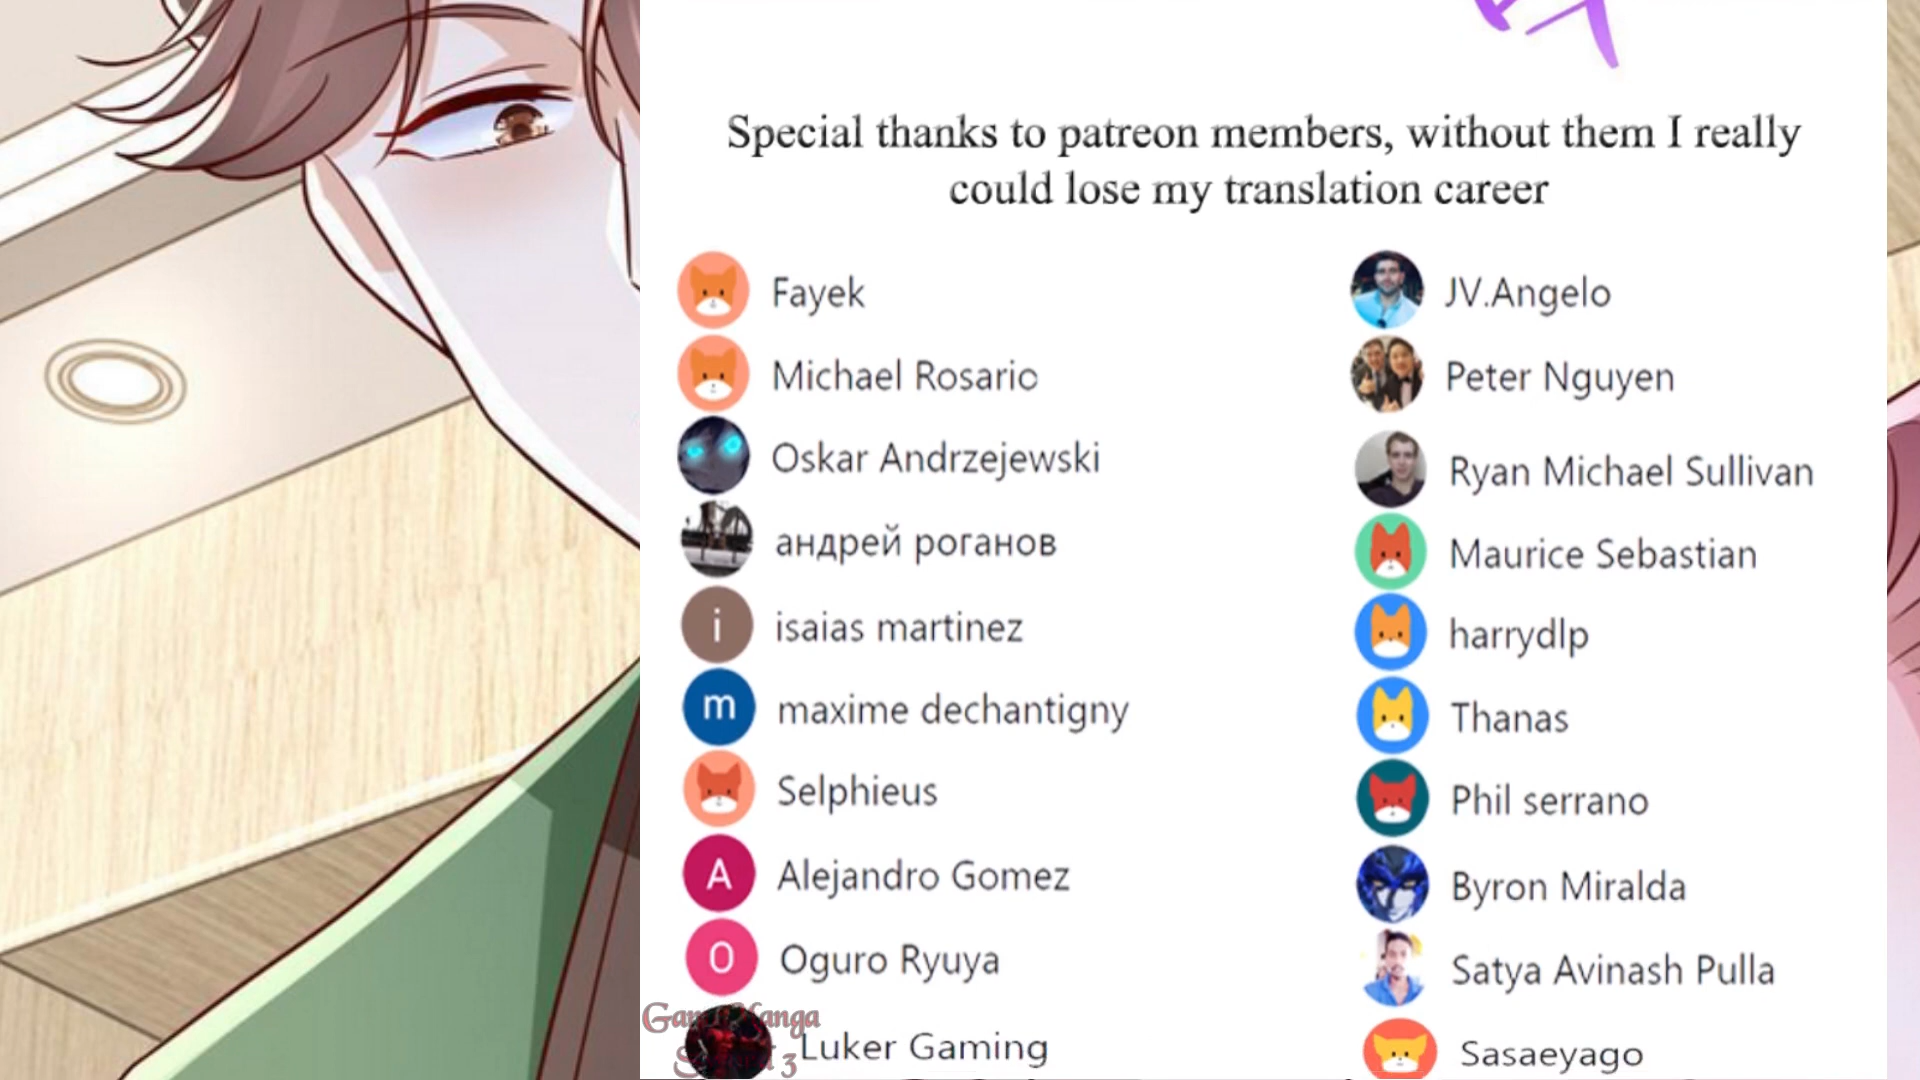 Special thanks to patreon members, without them I really
could lose my translation career
Fayek
Michael Rosario
Oskar Andrzejewski
андрей роганов
i isaias martinez
m maxime dechantigny
Selphieus
A Alejandro Gomez
O Oguro Ryuya
Luker Gaming
JV.Angelo
Peter Nguyen
Ryan Michael Sullivan
Maurice Sebastian
harrydlp
Thanas
Phil serrano
Byron Miralda
Satya Avinash Pulla
Sasaeyago
3